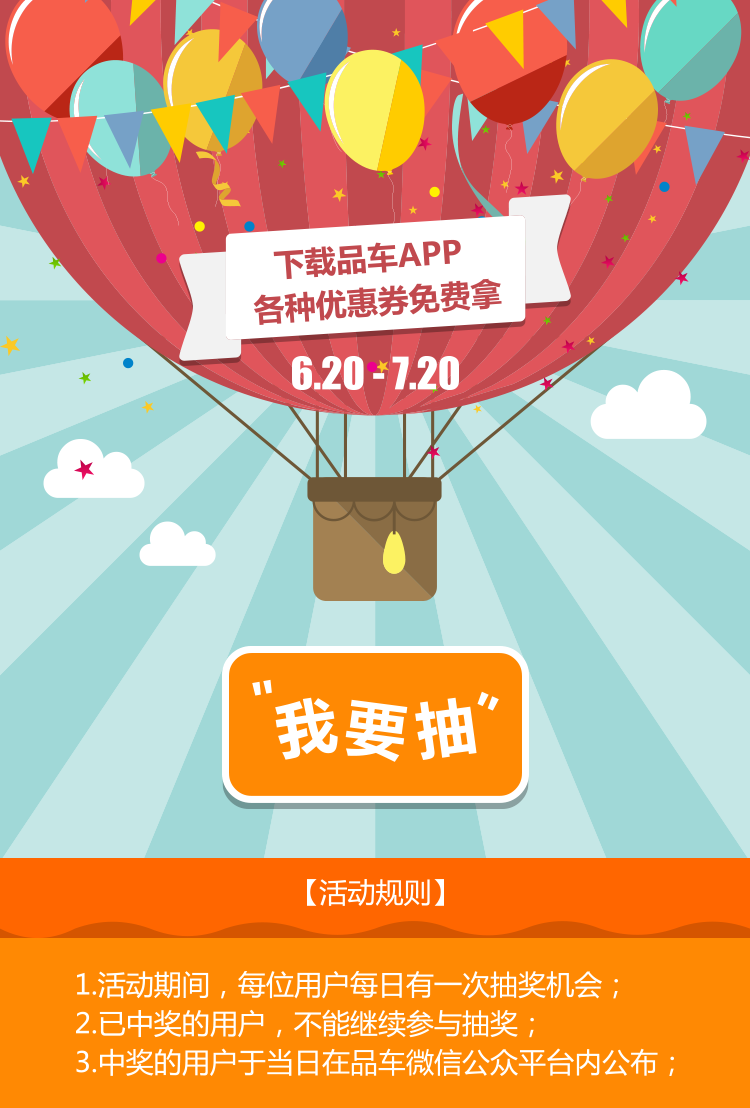 下载品车APP
各种优惠券免费拿
6.20 - 7.20
"我要抽"
【活动规则】
1.活动期间，每位用户每日有一次抽奖机会；
2.已中奖的用户，不能继续参与抽奖；
3.中奖的用户于当日在品车微信公众平台内公布；